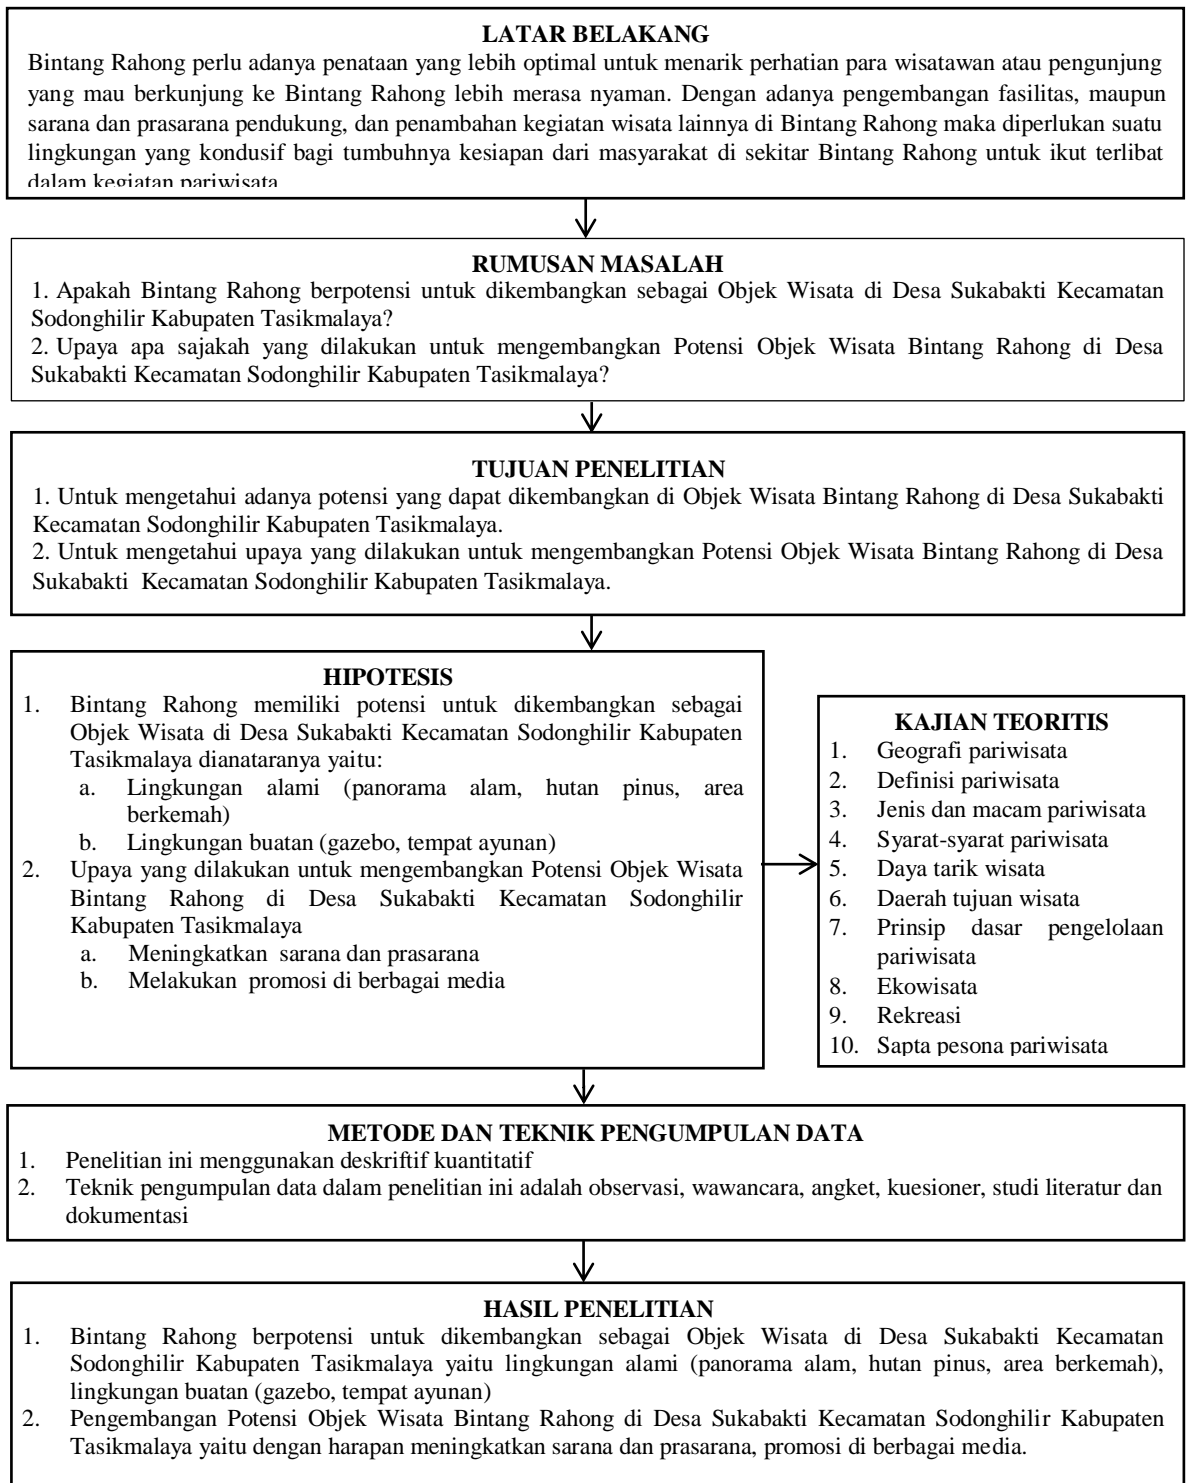 LATAR BELAKANG
Bintang Rahong perlu adanya penataan yang lebih optimal untuk menarik perhatian para wisatawan atau pengunjung
yang mau berkunjung ke Bintang Rahong lebih merasa nyaman. Dengan adanya pengembangan fasilitas, maupun
sarana dan prasarana pendukung, dan penambahan kegiatan wisata lainnya di Bintang Rahong maka diperlukan suatu
lingkungan yang kondusif bagi tumbuhnya kesiapan dari masyarakat di sekitar Bintang Rahong untuk ikut terlibat
dalam kegiatan pariwisata
RUMUSAN MASALAH
1. Apakah Bintang Rahong berpotensi untuk dikembangkan sebagai Objek Wisata di Desa Sukabakti Kecamatan
Sodonghilir Kabupaten Tasikmalaya?
2. Upaya apa sajakah yang dilakukan untuk mengembangkan Potensi Objek Wisata Bintang Rahong di Desa
Sukabakti Kecamatan Sodonghilir Kabupaten Tasikmalaya?
TUJUAN PENELITIAN
1. Untuk mengetahui adanya potensi yang dapat dikembangkan di Objek Wisata Bintang Rahong di Desa Sukabakti
Kecamatan Sodonghilir Kabupaten Tasikmalaya.
2. Untuk mengetahui upaya yang dilakukan untuk mengembangkan Potensi Objek Wisata Bintang Rahong di Desa
Sukabakti Kecamatan Sodonghilir Kabupaten Tasikmalaya.
HIPOTESIS
1. Bintang Rahong memiliki potensi untuk dikembangkan sebagai
Objek Wisata di Desa Sukabakti Kecamatan Sodonghilir Kabupaten
Tasikmalaya dianataranya yaitu:
a. Lingkungan alami (panorama alam, hutan pinus, area
berkemah)
b. Lingkungan buatan (gazebo, tempat ayunan)
2. Upaya yang dilakukan untuk mengembangkan Potensi Objek Wisata
Bintang Rahong di Desa Sukabakti Kecamatan Sodonghilir
Kabupaten Tasikmalaya
a. Meningkatkan sarana dan prasarana
b. Melakukan promosi di berbagai media
KAJIAN TEORITIS
1. Geografi pariwisata
2. Definisi pariwisata
3. Jenis dan macam pariwisata
4. Syarat-syarat pariwisata
5. Daya tarik wisata
6. Daerah tujuan wisata
7. Prinsip dasar pengelolaan
pariwisata
8. Ekowisata
9. Rekreasi
10. Sapta pesona pariwisata
METODE DAN TEKNIK PENGUMPULAN DATA
1. Penelitian ini menggunakan deskriftif kuantitatif
2. Teknik pengumpulan data dalam penelitian ini adalah observasi, wawancara, angket, kuesioner, studi literatur dan
dokumentasi
HASIL PENELITIAN
1. Bintang Rahong berpotensi untuk dikembangkan sebagai Objek Wisata di Desa Sukabakti Kecamatan
Sodonghilir Kabupaten Tasikmalaya yaitu lingkungan alami (panorama alam, hutan pinus, area berkemah),
lingkungan buatan (gazebo, tempat ayunan)
2. Pengembangan Potensi Objek Wisata Bintang Rahong di Desa Sukabakti Kecamatan Sodonghilir Kabupaten
Tasikmalaya yaitu dengan harapan meningkatkan sarana dan prasarana, promosi di berbagai media.